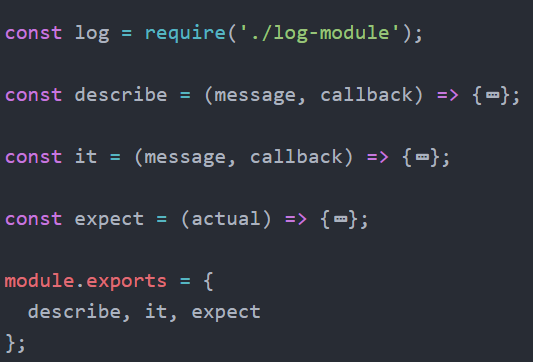 const log = require('./log-module');
const describe = (message, callback) => {⋯};
const it = (message, callback) => {⋯};
const expect = (actual) => {⋯};
module.exports = {
describe, it, expect
};